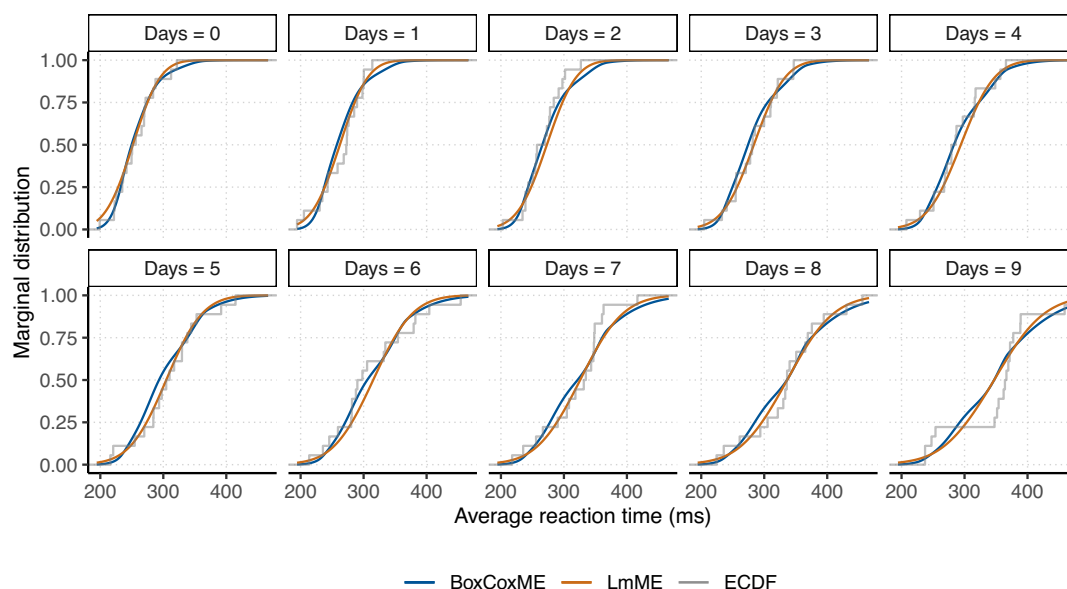 Days = 0 Days = 1 Days = 2 Days = 3 Days = 4
1.00
0.75
0.50
0.25
0.00
Marginal distribution
Days = 5 Days = 6 Days = 7 Days = 8 Days = 9
1.00
0.75
0.50
0.25
0.00
200 300 400 200 300 400 200 300 400 200 300 400 200 300 400
Average reaction time (ms)
BoxCoxME LmME ECDF